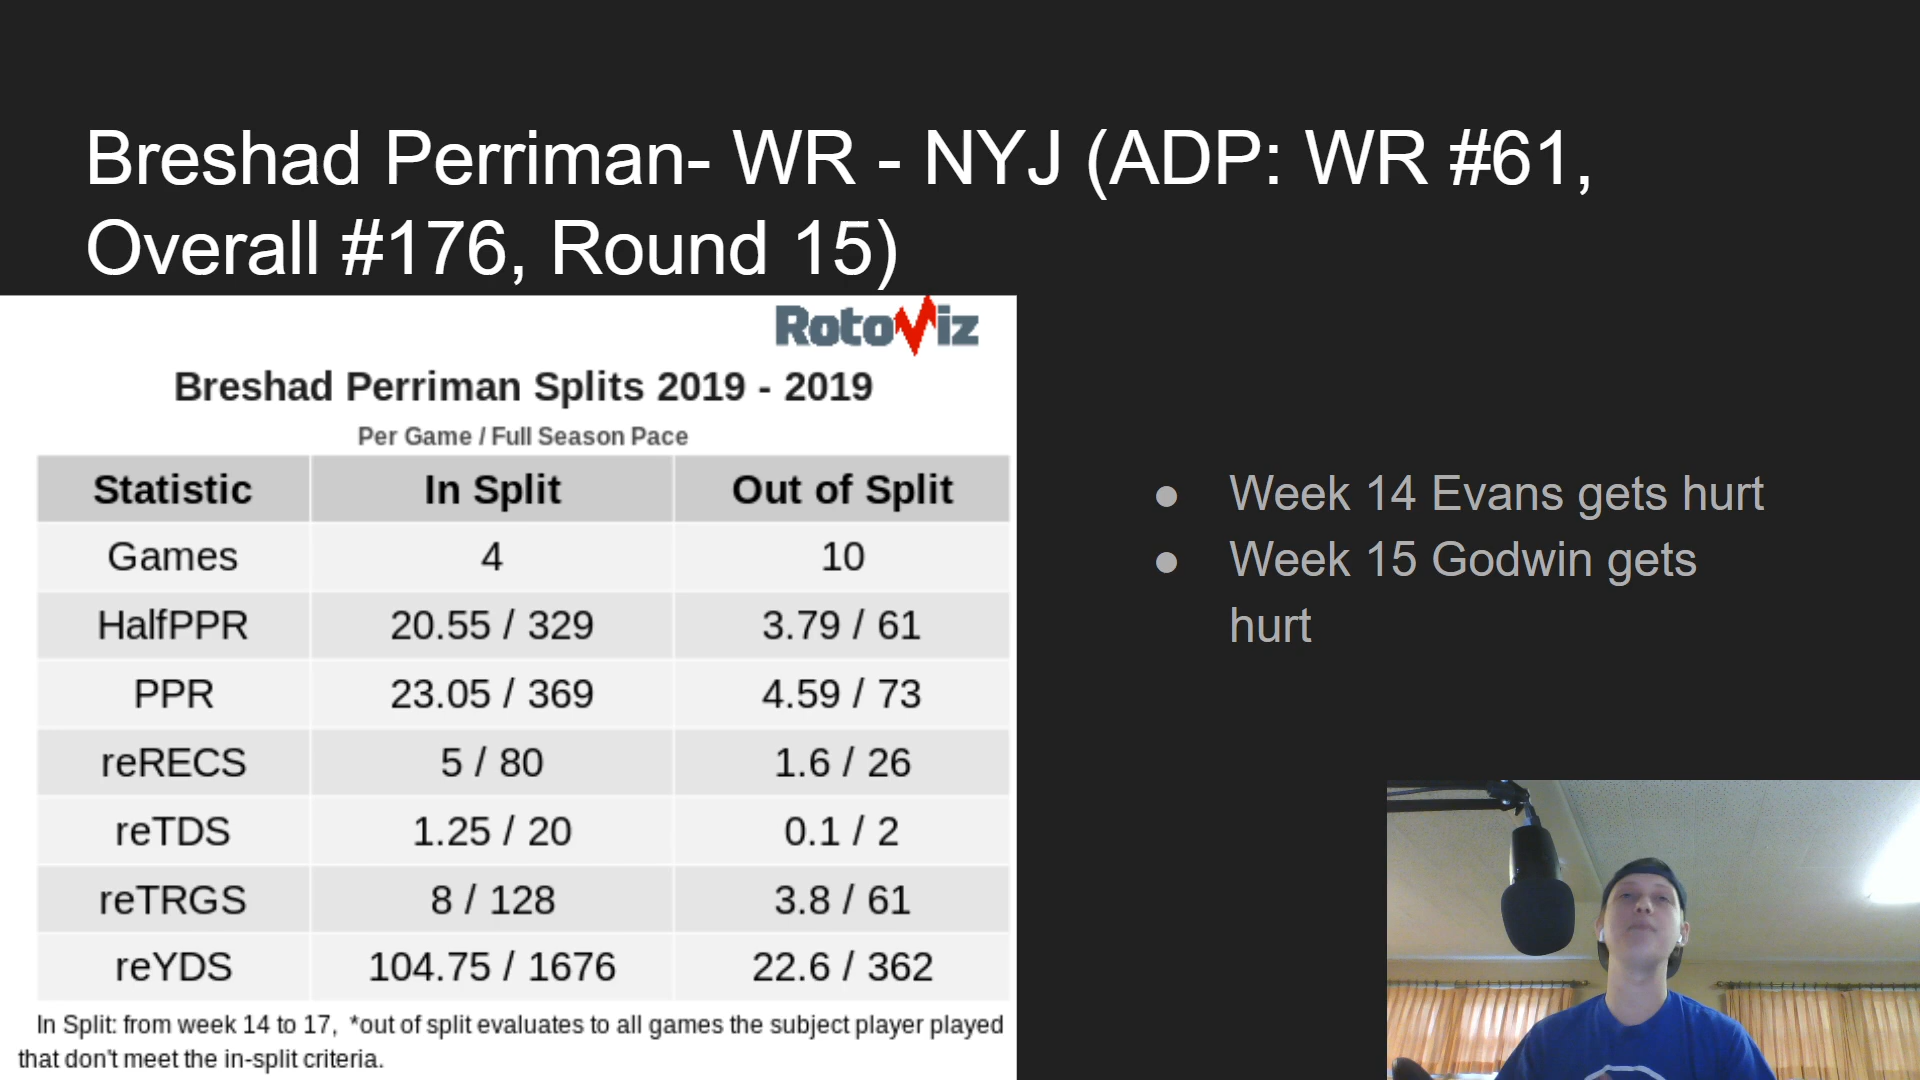 Breshad Perriman- WR - NYJ (ADP: WR #61,
Overall #176, Round 15)
RotoViz
Breshad Perriman Splits 2019 - 2019
Per Game / Full Season Pace
Statistic In Split Out of Split
Games 4 10
HalfPPR 20.55 / 329 3.79 / 61
PPR 23.05 / 369 4.59 / 73
reRECS 5 / 80 1.6 / 26
reTDS 1.25 / 20 0.1 / 2
reTRGS 8 / 128 3.8 / 61
reYDS 104.75 / 1676 22.6 / 362
In Split: from week 14 to 17, *out of split evaluates to all games the subject player played
that don't meet the in-split criteria.
● Week 14 Evans gets hurt
● Week 15 Godwin gets
hurt